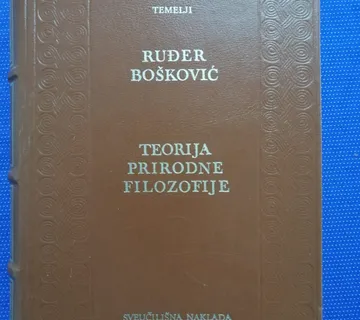 TEMELJI
RUĐER
BOŠKOVIĆ
TEORIJA
PRIRODNE
FILOZOFIJE
SVEUČILIŠNA NAKLADA